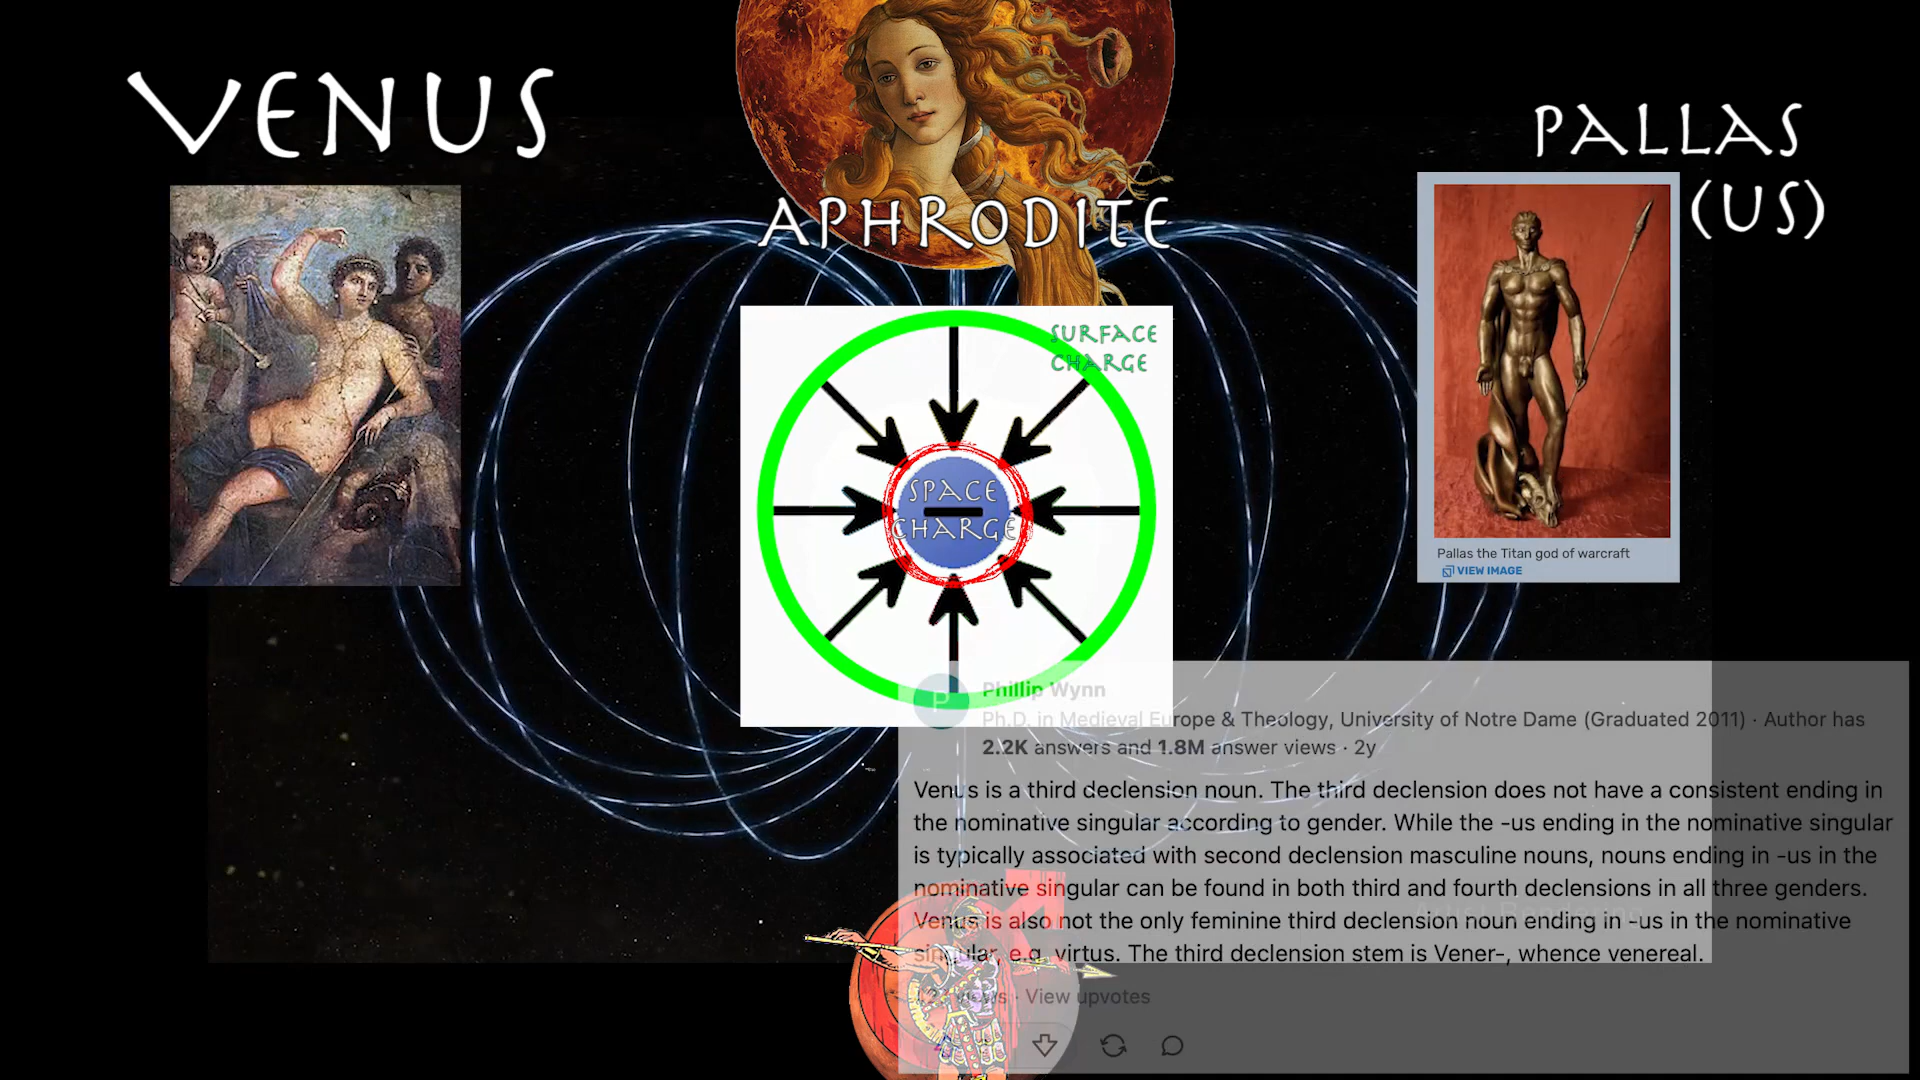 VENUS
APHRODITE
PALLAS
(US)
SURFACE
CHARGE
SPACE
CHARGE
Pallas the Titan god of warcraft
VIEW IMAGE
P
Phillip Wynn
Ph.D. in Medieval Europe & Theology, University of Notre Dame (Graduated 2011) · Author has
2.2K answers and 1.8M answer views · 2y
Venus is a third declension noun. The third declension does not have a consistent ending in
the nominative singular according to gender. While the -us ending in the nominative singular
is typically associated with second declension masculine nouns, nouns ending in -us in the
nominative singular can be found in both third and fourth declensions in all three genders.
Venus is also not the only feminine third declension noun ending in -us in the nominative
singular, e.g. virtus. The third declension stem is Vener-, whence venereal.
Artist Rendering
views · View upvotes